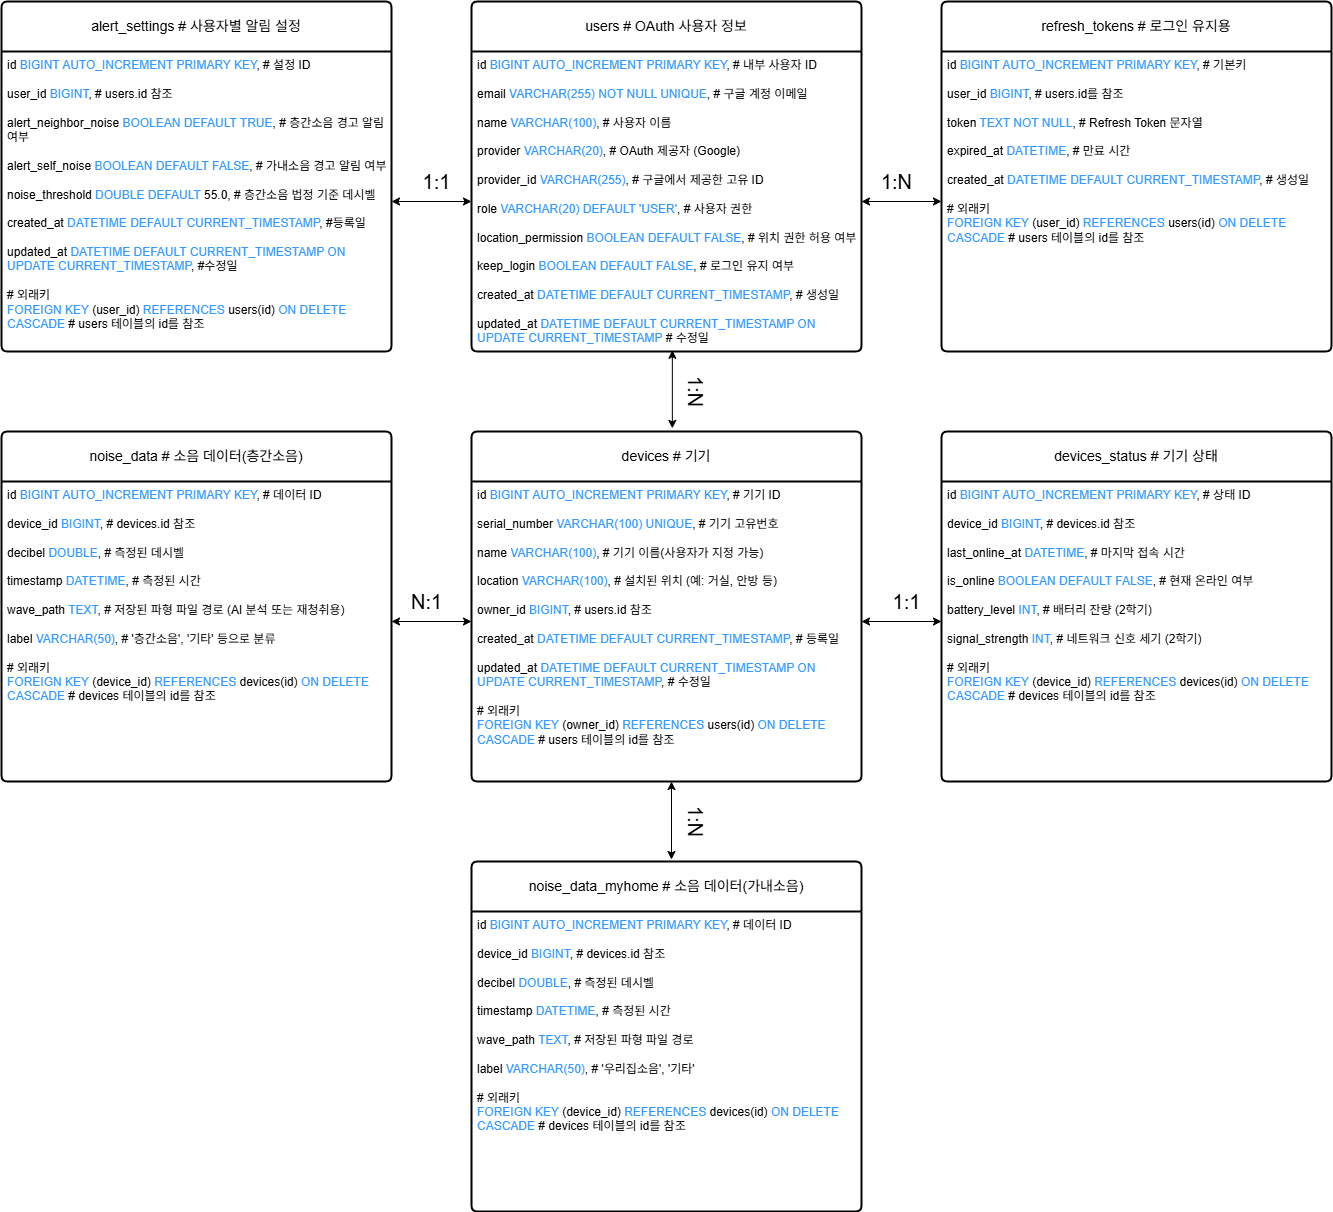 alert_settings # 사용자별 알림 설정
id BIGINT AUTO_INCREMENT PRIMARY KEY, # 설정 ID
user_id BIGINT, # users.id 참조
alert_neighbor_noise BOOLEAN DEFAULT TRUE, # 층간소음 경고 알림
여부
alert_self_noise BOOLEAN DEFAULT FALSE, # 가내소음 경고 알림 여부
noise_threshold DOUBLE DEFAULT 55.0, # 층간소음 법정 기준 데시벨
created_at DATETIME DEFAULT CURRENT_TIMESTAMP, #등록일
updated_at DATETIME DEFAULT CURRENT_TIMESTAMP ON
UPDATE CURRENT_TIMESTAMP, #수정일
# 외래키
FOREIGN KEY (user_id) REFERENCES users(id) ON DELETE
CASCADE # users 테이블의 id를 참조
1:1
users # OAuth 사용자 정보
id BIGINT AUTO_INCREMENT PRIMARY KEY, # 내부 사용자 ID
email VARCHAR(255) NOT NULL UNIQUE, # 구글 계정 이메일
name VARCHAR(100), # 사용자 이름
provider VARCHAR(20), # OAuth 제공자 (Google)
provider_id VARCHAR(255), # 구글에서 제공한 고유 ID
role VARCHAR(20) DEFAULT 'USER', # 사용자 권한
location_permission BOOLEAN DEFAULT FALSE, # 위치 권한 허용 여부
keep_login BOOLEAN DEFAULT FALSE, # 로그인 유지 여부
created_at DATETIME DEFAULT CURRENT_TIMESTAMP, # 생성일
updated_at DATETIME DEFAULT CURRENT_TIMESTAMP ON
UPDATE CURRENT_TIMESTAMP # 수정일
1:N
refresh_tokens # 로그인 유지용
id BIGINT AUTO_INCREMENT PRIMARY KEY, # 기본키
user_id BIGINT, # users.id를 참조
token TEXT NOT NULL, # Refresh Token 문자열
expired_at DATETIME, # 만료 시간
created_at DATETIME DEFAULT CURRENT_TIMESTAMP, # 생성일
# 외래키
FOREIGN KEY (user_id) REFERENCES users(id) ON DELETE
CASCADE # users 테이블의 id를 참조
1:N
noise_data # 소음 데이터(층간소음)
id BIGINT AUTO_INCREMENT PRIMARY KEY, # 데이터 ID
device_id BIGINT, # devices.id 참조
decibel DOUBLE, # 측정된 데시벨
timestamp DATETIME, # 측정된 시간
wave_path TEXT, # 저장된 파형 파일 경로 (AI 분석 또는 재청취용)
label VARCHAR(50), # '층간소음', '기타' 등으로 분류
# 외래키
FOREIGN KEY (device_id) REFERENCES devices(id) ON DELETE
CASCADE # devices 테이블의 id를 참조
N:1
devices # 기기
id BIGINT AUTO_INCREMENT PRIMARY KEY, # 기기 ID
serial_number VARCHAR(100) UNIQUE, # 기기 고유번호
name VARCHAR(100), # 기기 이름(사용자가 지정 가능)
location VARCHAR(100), # 설치된 위치 (예: 거실, 안방 등)
owner_id BIGINT, # users.id 참조
created_at DATETIME DEFAULT CURRENT_TIMESTAMP, # 등록일
updated_at DATETIME DEFAULT CURRENT_TIMESTAMP ON
UPDATE CURRENT_TIMESTAMP, # 수정일
# 외래키
FOREIGN KEY (owner_id) REFERENCES users(id) ON DELETE
CASCADE # users 테이블의 id를 참조
1:1
devices_status # 기기 상태
id BIGINT AUTO_INCREMENT PRIMARY KEY, # 상태 ID
device_id BIGINT, # devices.id 참조
last_online_at DATETIME, # 마지막 접속 시간
is_online BOOLEAN DEFAULT FALSE, # 현재 온라인 여부
battery_level INT, # 배터리 잔량 (2학기)
signal_strength INT, # 네트워크 신호 세기 (2학기)
# 외래키
FOREIGN KEY (device_id) REFERENCES devices(id) ON DELETE
CASCADE # devices 테이블의 id를 참조
1:N
noise_data_myhome # 소음 데이터(가내소음)
id BIGINT AUTO_INCREMENT PRIMARY KEY, # 데이터 ID
device_id BIGINT, # devices.id 참조
decibel DOUBLE, # 측정된 데시벨
timestamp DATETIME, # 측정된 시간
wave_path TEXT, # 저장된 파형 파일 경로
label VARCHAR(50), # '우리집소음', '기타'
# 외래키
FOREIGN KEY (device_id) REFERENCES devices(id) ON DELETE
CASCADE # devices 테이블의 id를 참조